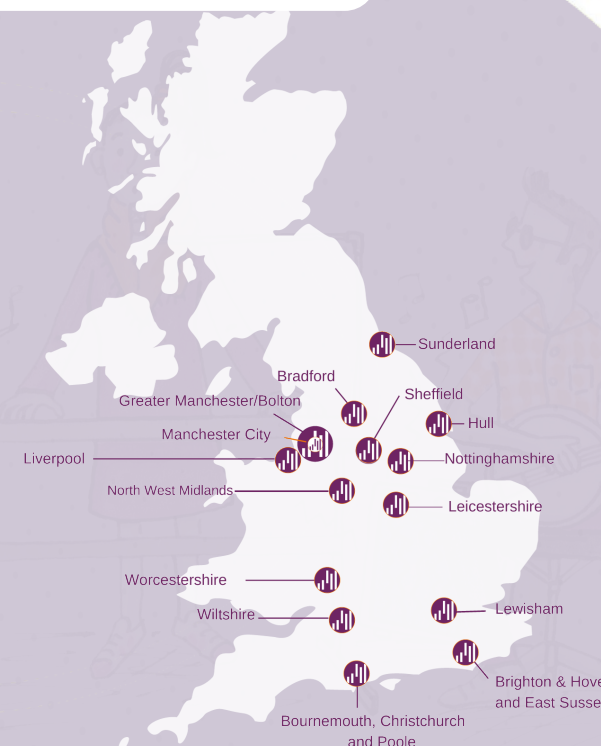 Sunderland
Bradford
Sheffield
Greater Manchester/Bolton
Hull
Manchester City
Liverpool
Nottinghamshire
North West Midlands
Leicestershire
Worcestershire
Lewisham
Wiltshire
Brighton & Hove
and East Susse
Bournemouth, Christchurch
and Poole